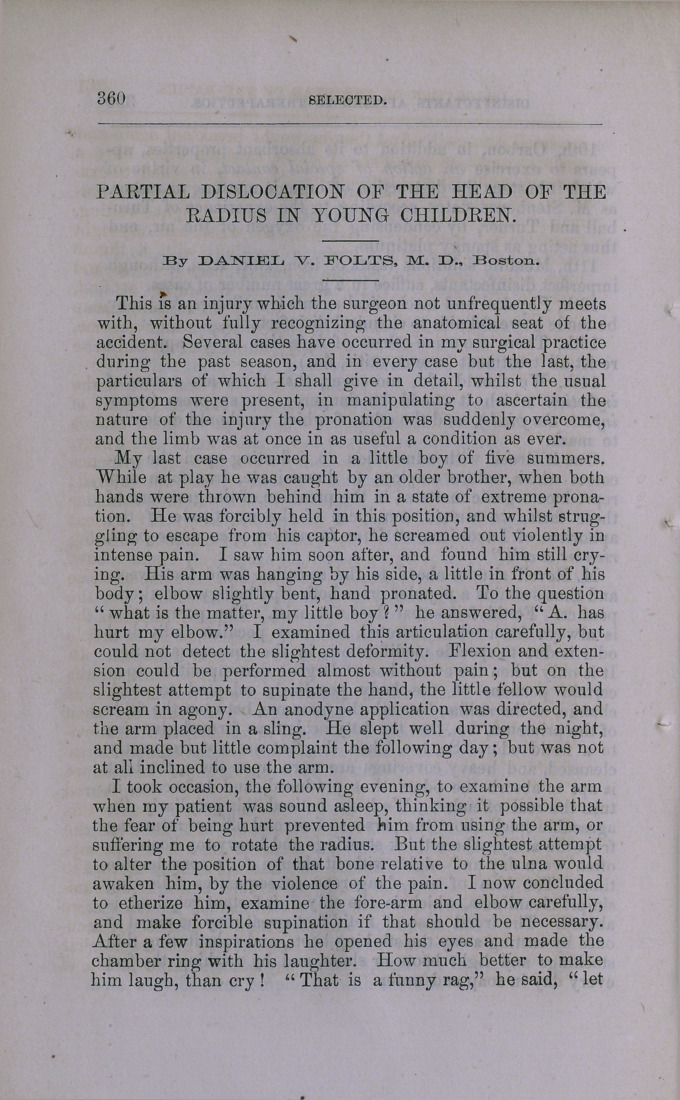 360
SELECTED.
PARTIAL DISLOCATION OF THE HEAD OF THE
RADIUS IN YOUNG CHILDREN.
By DANIEL V. FOLTS, M. D., Boston.
This is an injury which the surgeon not unfrequently meets
with, without fully recognizing the anatomical seat of the
accident. Several cases have occurred in my surgical practice
during the past season, and in every case but the last, the
particulars of which I shall give in detail, whilst the usual
symptoms were present, in manipulating to ascertain the
nature of the injury the pronation was suddenly overcome,
and the limb was at once in as useful a condition as ever.
My last case occurred in a little boy of five summers.
While at play he was caught by an older brother, when both
hands were thrown behind him in a state of extreme prona-
tion. He was forcibly held in this position, and whilst strug-
gling to escape from his captor, he screamed out violently in
intense pain. I saw him soon after, and found him still cry-
ing. His arm was hanging by his side, a little in front of his
body; elbow slightly bent, hand pronated. To the question
“ what is the matter, my little boy ? ” he answered, “ A. has
hurt my elbow.” I examined this articulation carefully, but
could not detect the slightest deformity. Flexion and exten-
sion could be performed almost without pain; but on the
slightest attempt to supinate the hand, the little fellow would
scream in agony. An anodyne application was directed, and
the arm placed in a sling. He slept well during the night,
and made but little complaint the following day; but was not
at all inclined to use the arm.
I took occasion, the following evening, to examine the arm
when my patient was sound asleep, thinking it possible that
the fear of being hurt prevented him from using the arm, or
suffering me to rotate the radius. But the slightest attempt
to alter the position of that bone relative to the ulna would
awaken him, by the violence of the pain. I now concluded
to etherize him, examine the fore-arm and elbow carefully,
and make forcible supination if that should be necessary.
After a few inspirations he opened his eyes and made the
chamber ring with his laughter. How much better to make
him laugh, than cry ! “ That is a funny rag,” he said, “ let